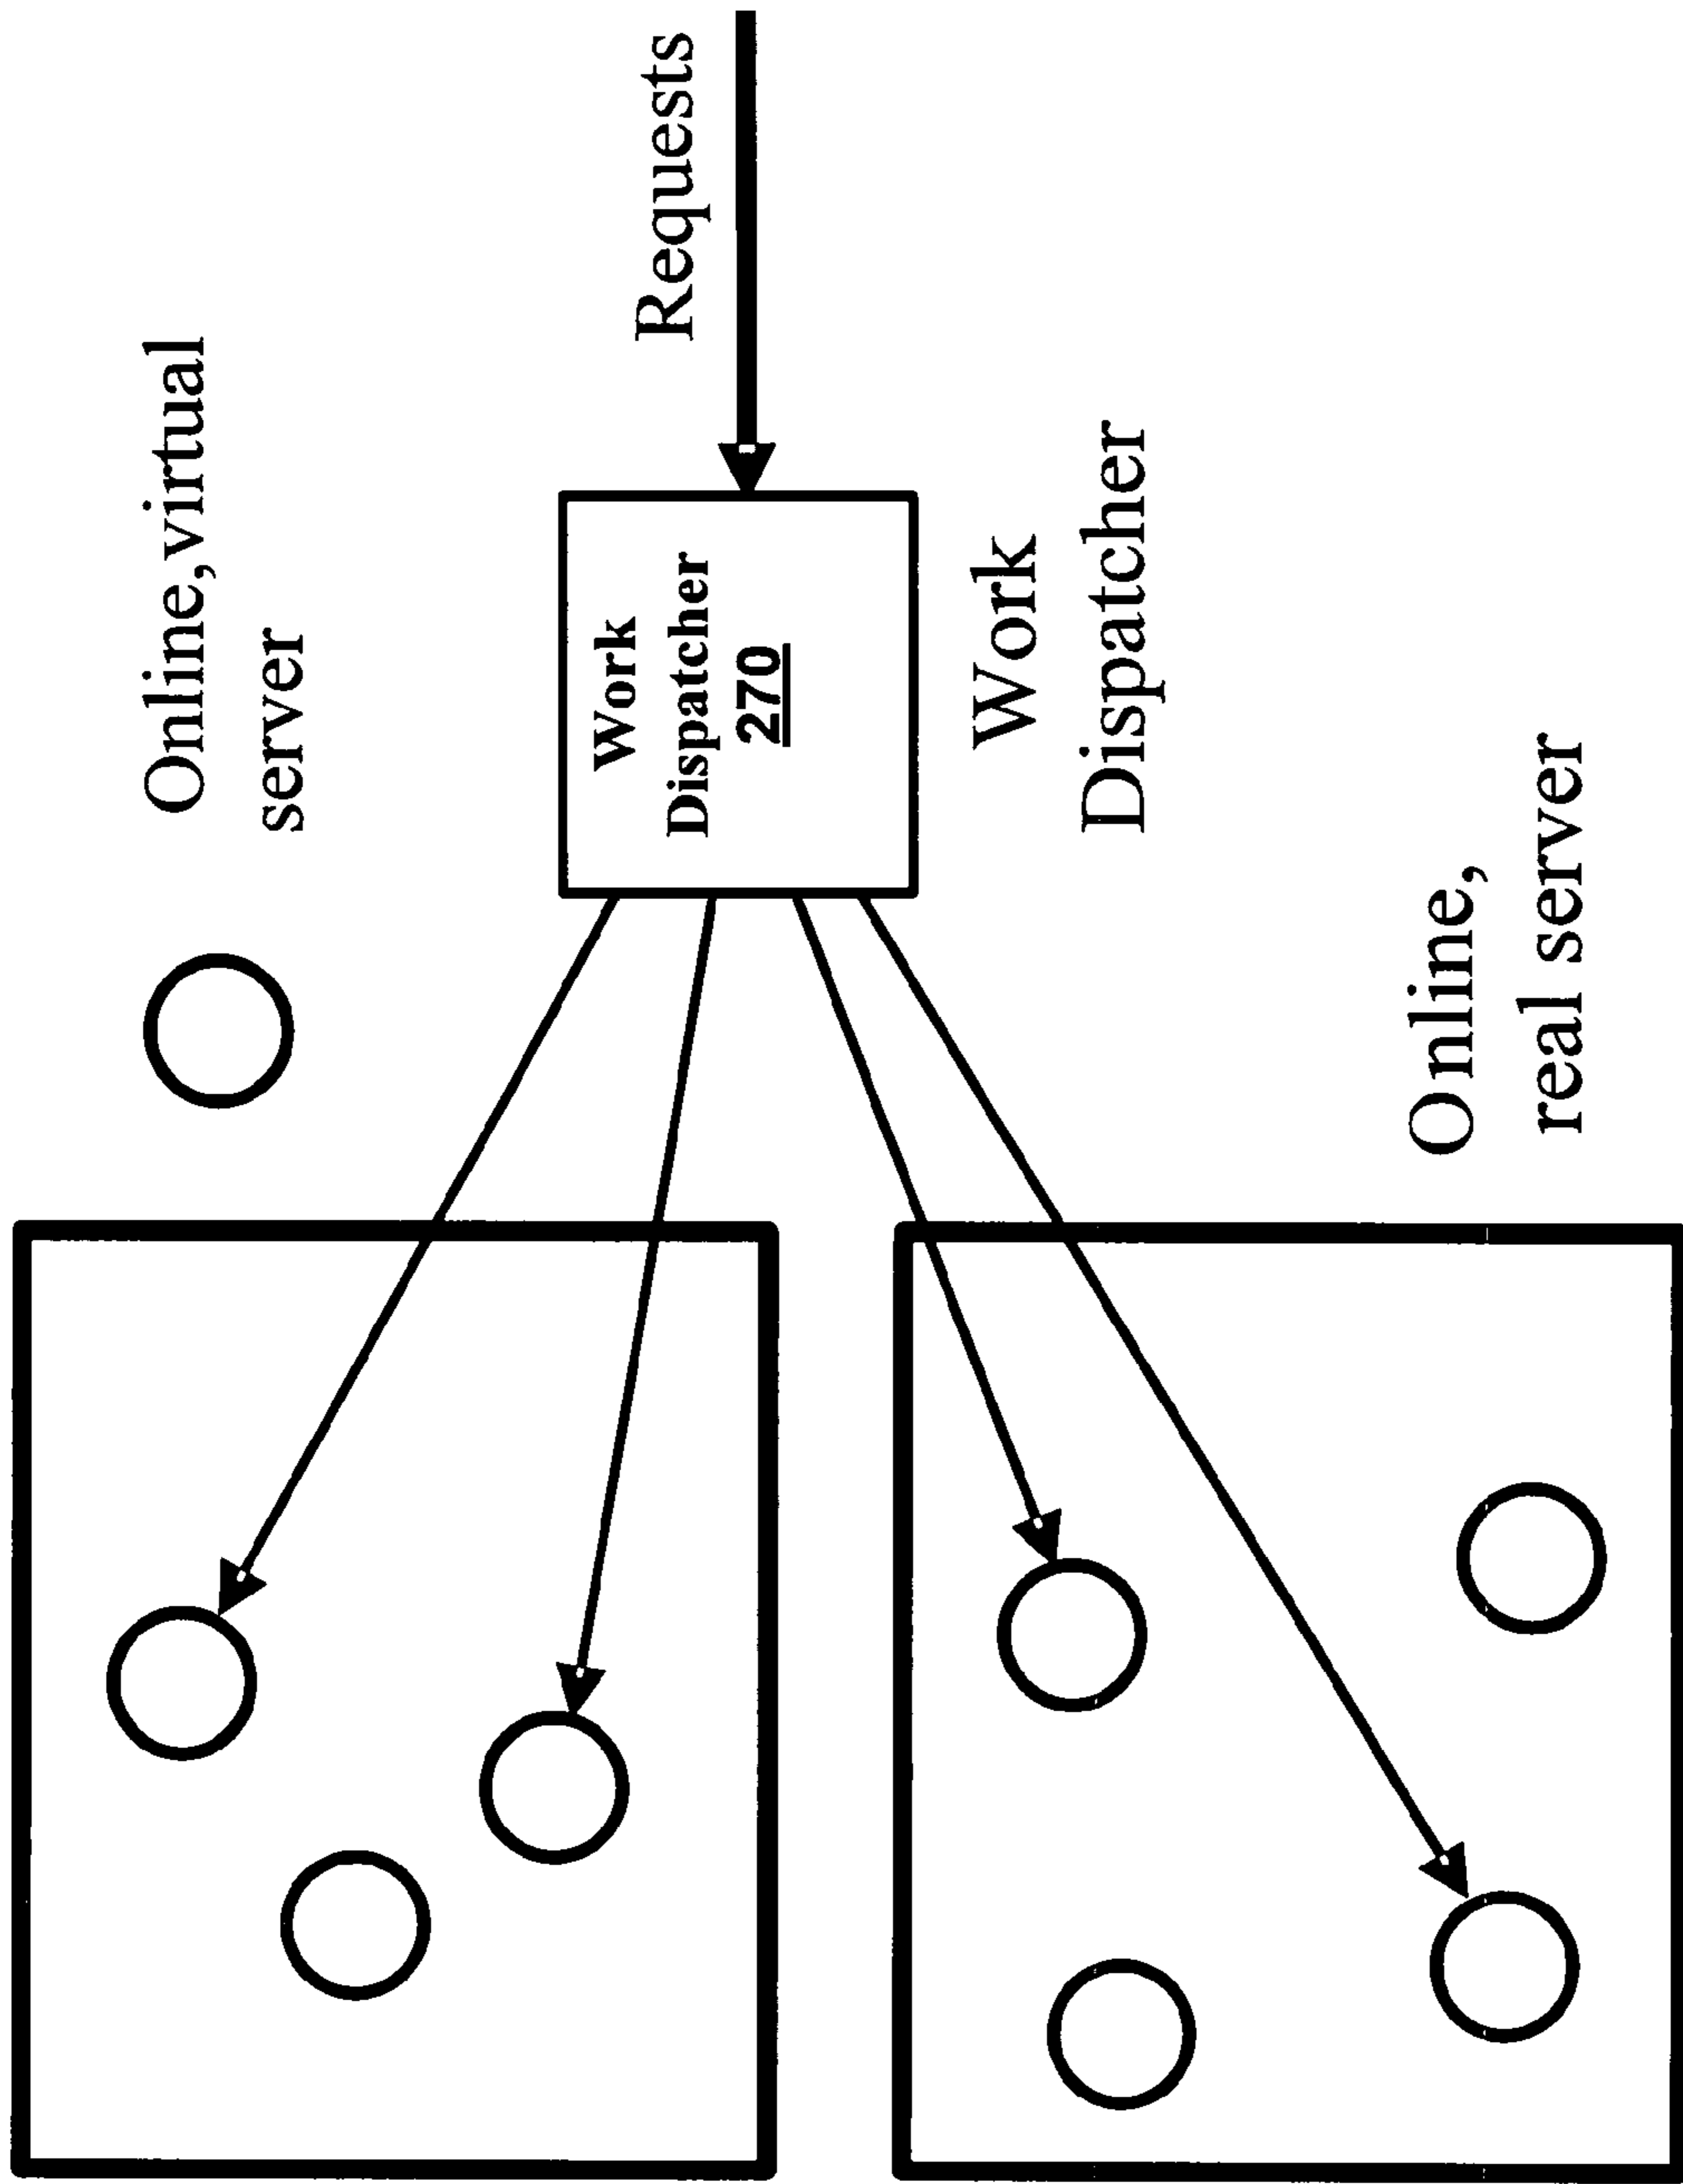 Online,virtual
server
Work
Dispatcher
270
Requests
Work
Dispatcher
Online,
real server